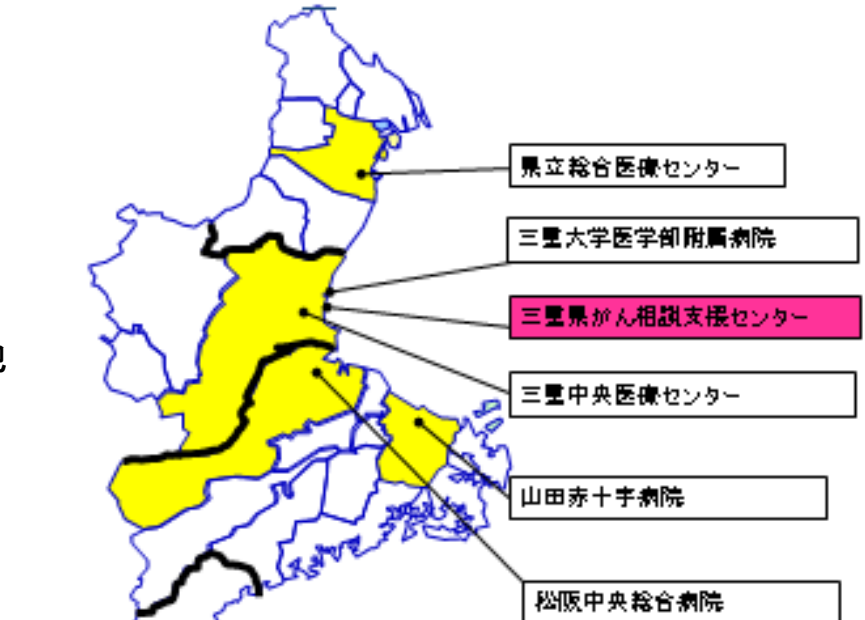 県立総合医療センター
三重大学医学部附属病院
三重県がん相談支援センター
三重中央医療センター
山田赤十字病院
松阪中央総合病院